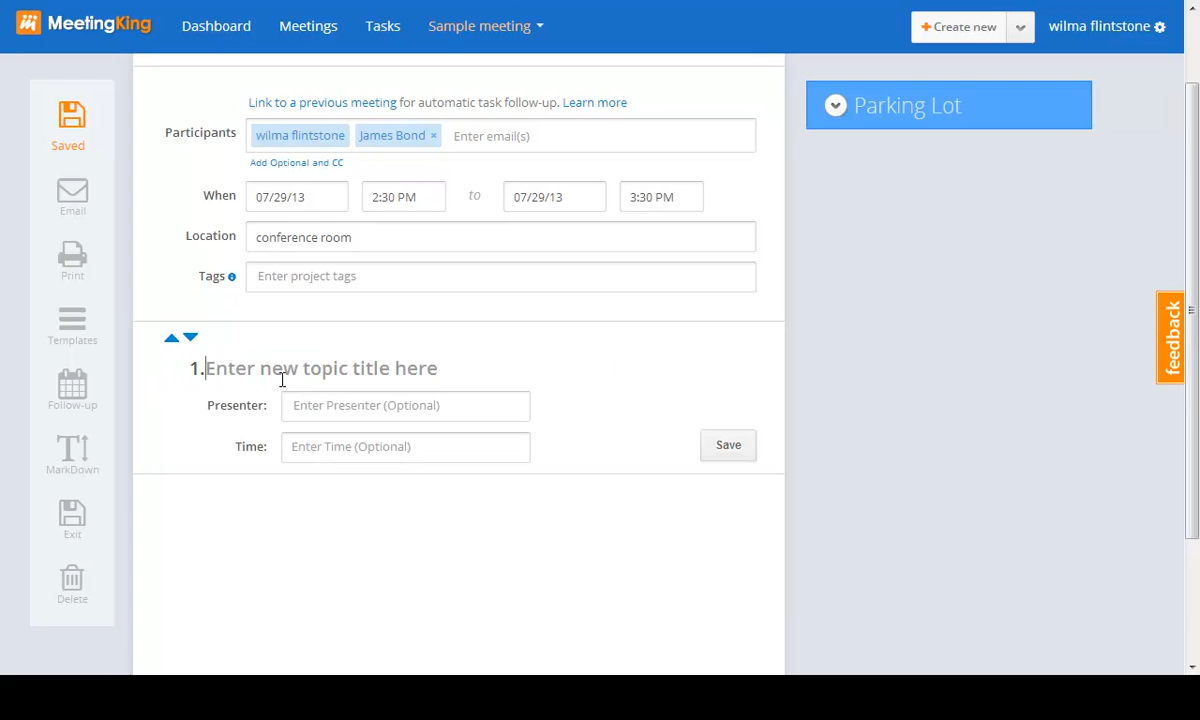 MeetingKing Dashboard Meetings Tasks Sample meeting + Create new wilma flintstone
Saved
Email
Print
Templates
Follow-up
MarkDown
Exit
Delete
Link to a previous meeting for automatic task follow-up. Learn more
Participants wilma flintstone James Bond × Enter email(s)
Add Optional and CC
When 07/29/13 2:30 PM to 07/29/13 3:30 PM
Location conference room
Tags Enter project tags
1. Enter new topic title here
Presenter: Enter Presenter (Optional)
Time: Enter Time (Optional) Save
Parking Lot
feedback